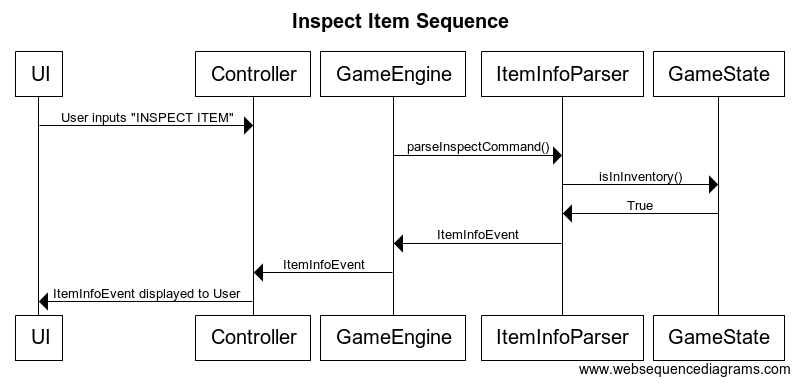 Inspect Item Sequence
UI Controller GameEngine ItemInfoParser GameState
User inputs "INSPECT ITEM"
parseInspectCommand()
isInInventory()
True
ItemInfoEvent
ItemInfoEvent
ItemInfoEvent displayed to User
UI Controller GameEngine ItemInfoParser GameState
www.websequencediagrams.com